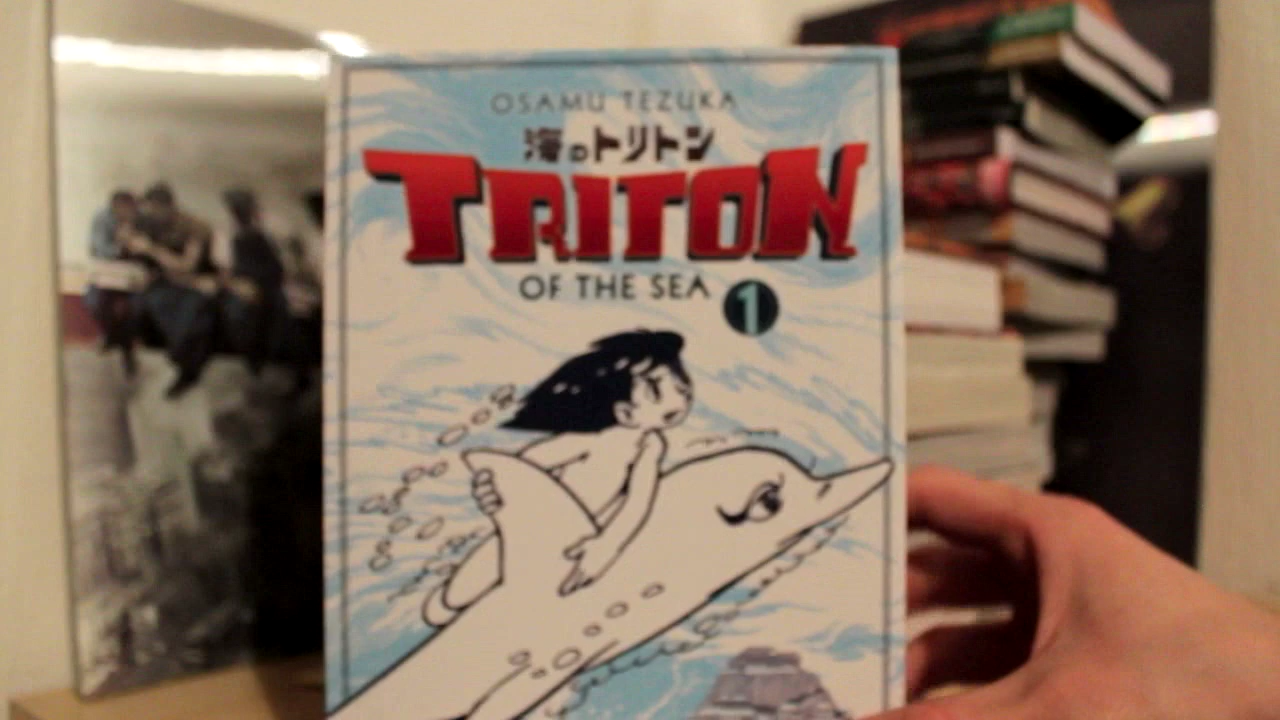 OSAMU TEZUKA
海のトリトン
TRITON
OF THE SEA
1